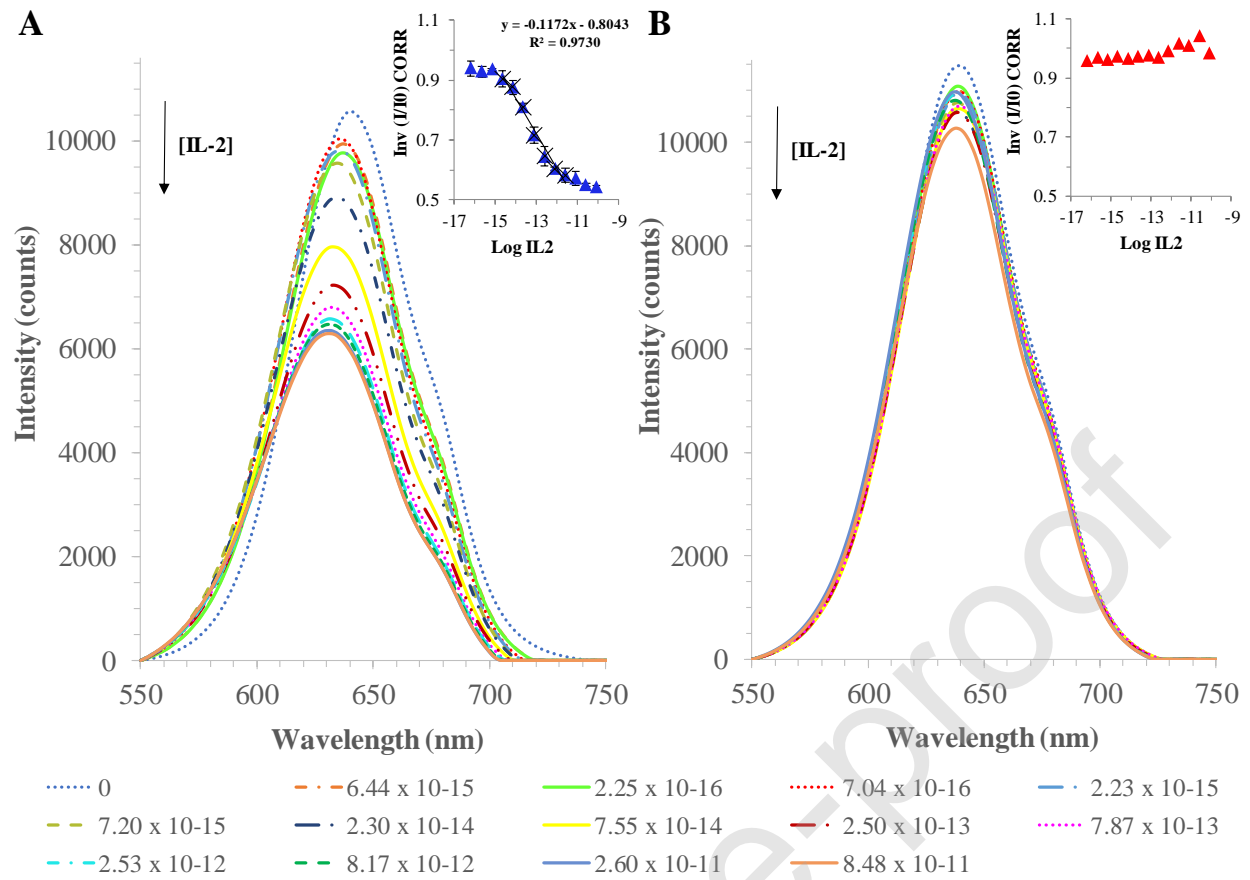 A
y = -0.1172x - 0.8043
R² = 0.9730
Inv (I/I0) CORR
1.1
0.9
0.7
0.5
-17 -15 -13 -11 -9
Log IL2
[IL-2]
Intensity (counts)
10000
8000
6000
4000
2000
0
550 600 650 700 750
Wavelength (nm)
B
Inv (I/I0) CORR
1.1
0.9
0.7
0.5
-17 -15 -13 -11 -9
Log IL2
[IL-2]
Intensity (counts)
10000
8000
6000
4000
2000
0
550 600 650 700 750
Wavelength (nm)
0 6.44 x 10-15 2.25 x 10-16 7.04 x 10-16 2.23 x 10-15
7.20 x 10-15 2.30 x 10-14 7.55 x 10-14 2.50 x 10-13 7.87 x 10-13
2.53 x 10-12 8.17 x 10-12 2.60 x 10-11 8.48 x 10-11
e-proof